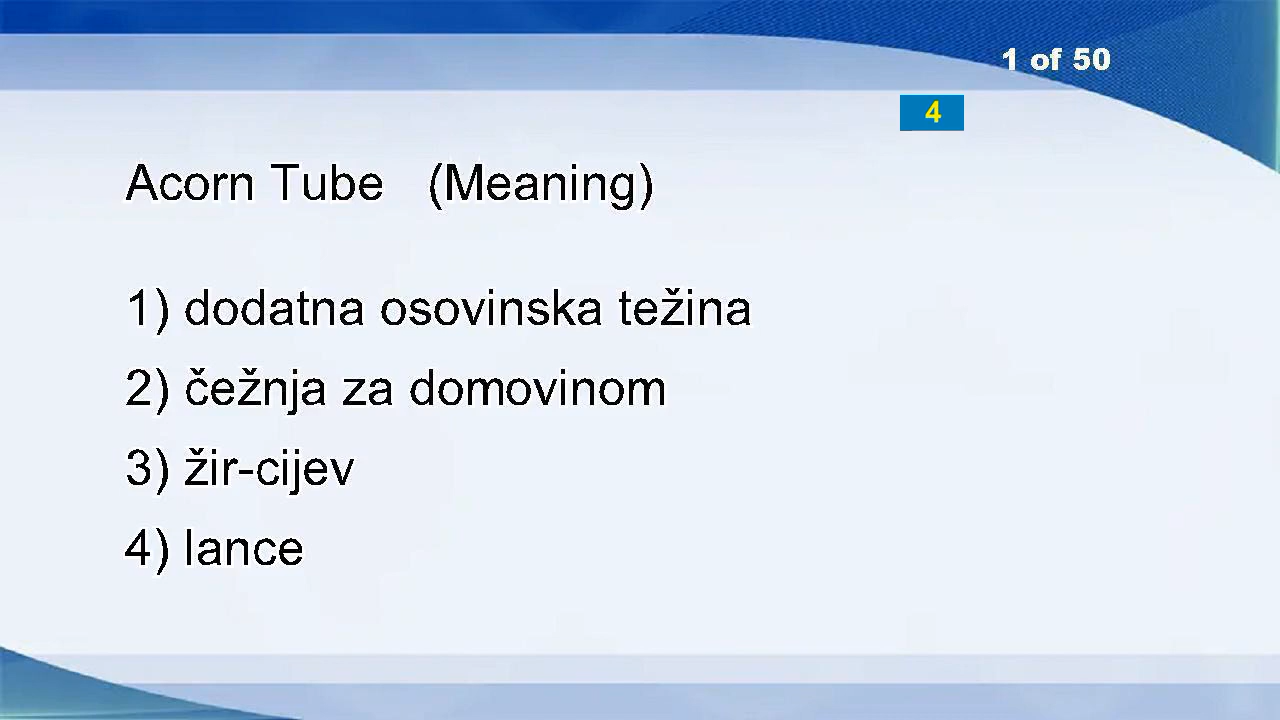 1 of 50
4
Acorn Tube (Meaning)
1) dodatna osovinska težina
2) čežnja za domovinom
3) žir-cijev
4) lance